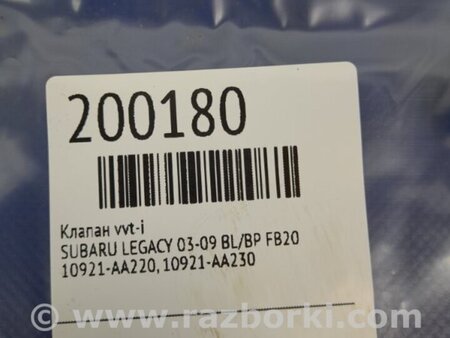 200180
Клапан vvt-i
SUBARU LEGACY 03-09 BL/BP FB20
10921-AA220, 10921-AA230
www.razborki.com